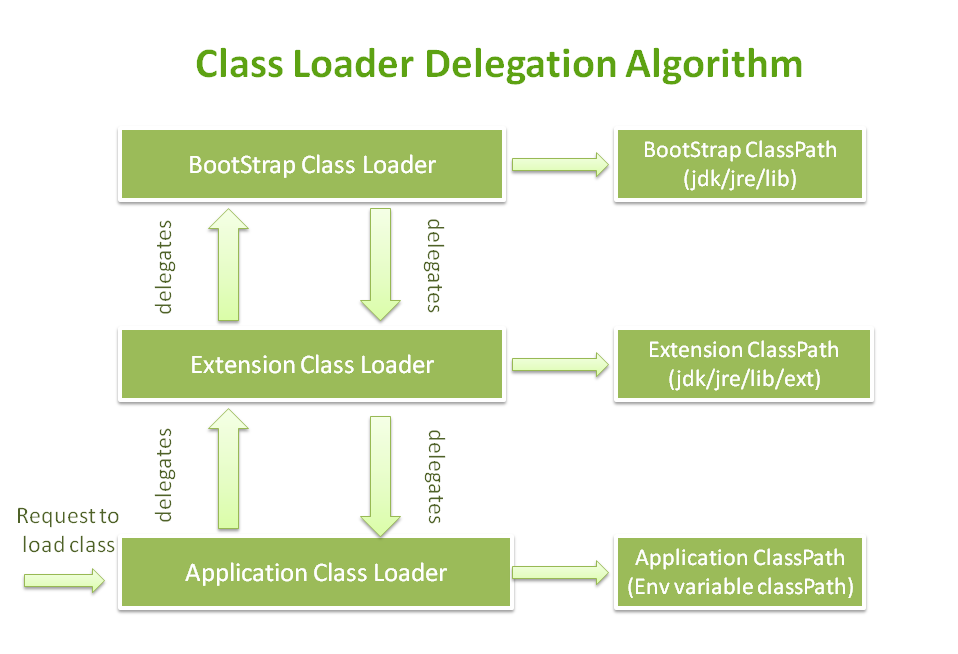 Class Loader Delegation Algorithm
BootStrap Class Loader
BootStrap ClassPath
(jdk/jre/lib)
delegates
delegates
Extension Class Loader
Extension ClassPath
(jdk/jre/lib/ext)
delegates
delegates
Request to
load class
Application Class Loader
Application ClassPath
(Env variable classPath)